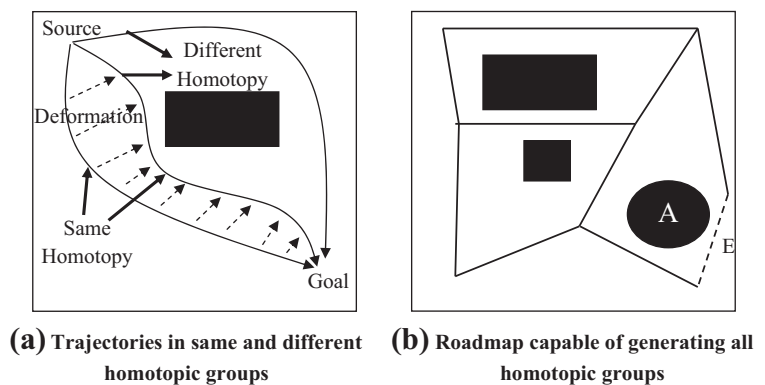 Source
Different
Homotopy
Deformation
Same
Homotopy
Goal
A
E
(a) Trajectories in same and different
homotopic groups
(b) Roadmap capable of generating all
homotopic groups